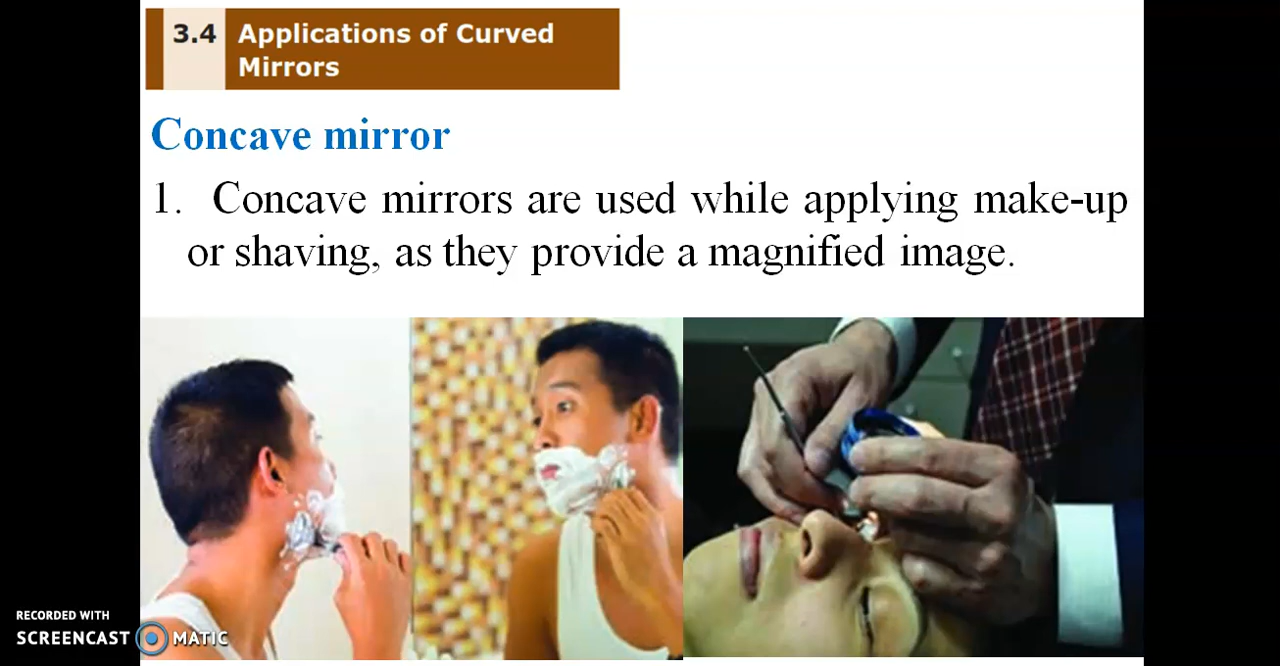 3.4 Applications of Curved
Mirrors
Concave mirror
1. Concave mirrors are used while applying make-up
or shaving, as they provide a magnified image.
RECORDED WITH
SCREENCAST MATIC